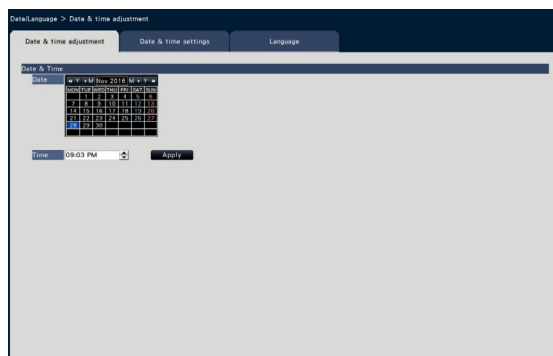 Date/Language > Date & time adjustment
Date & time adjustment Date & time settings Language
Date & Time
Date
« Y ◂ M Nov 2016 M ▸ Y »
MON TUE WED THU FRI SAT SUN
1 2 3 4 5 6
7 8 9 10 11 12 13
14 15 16 17 18 19 20
21 22 23 24 25 26 27
28 29 30
Time 09:03 PM Apply